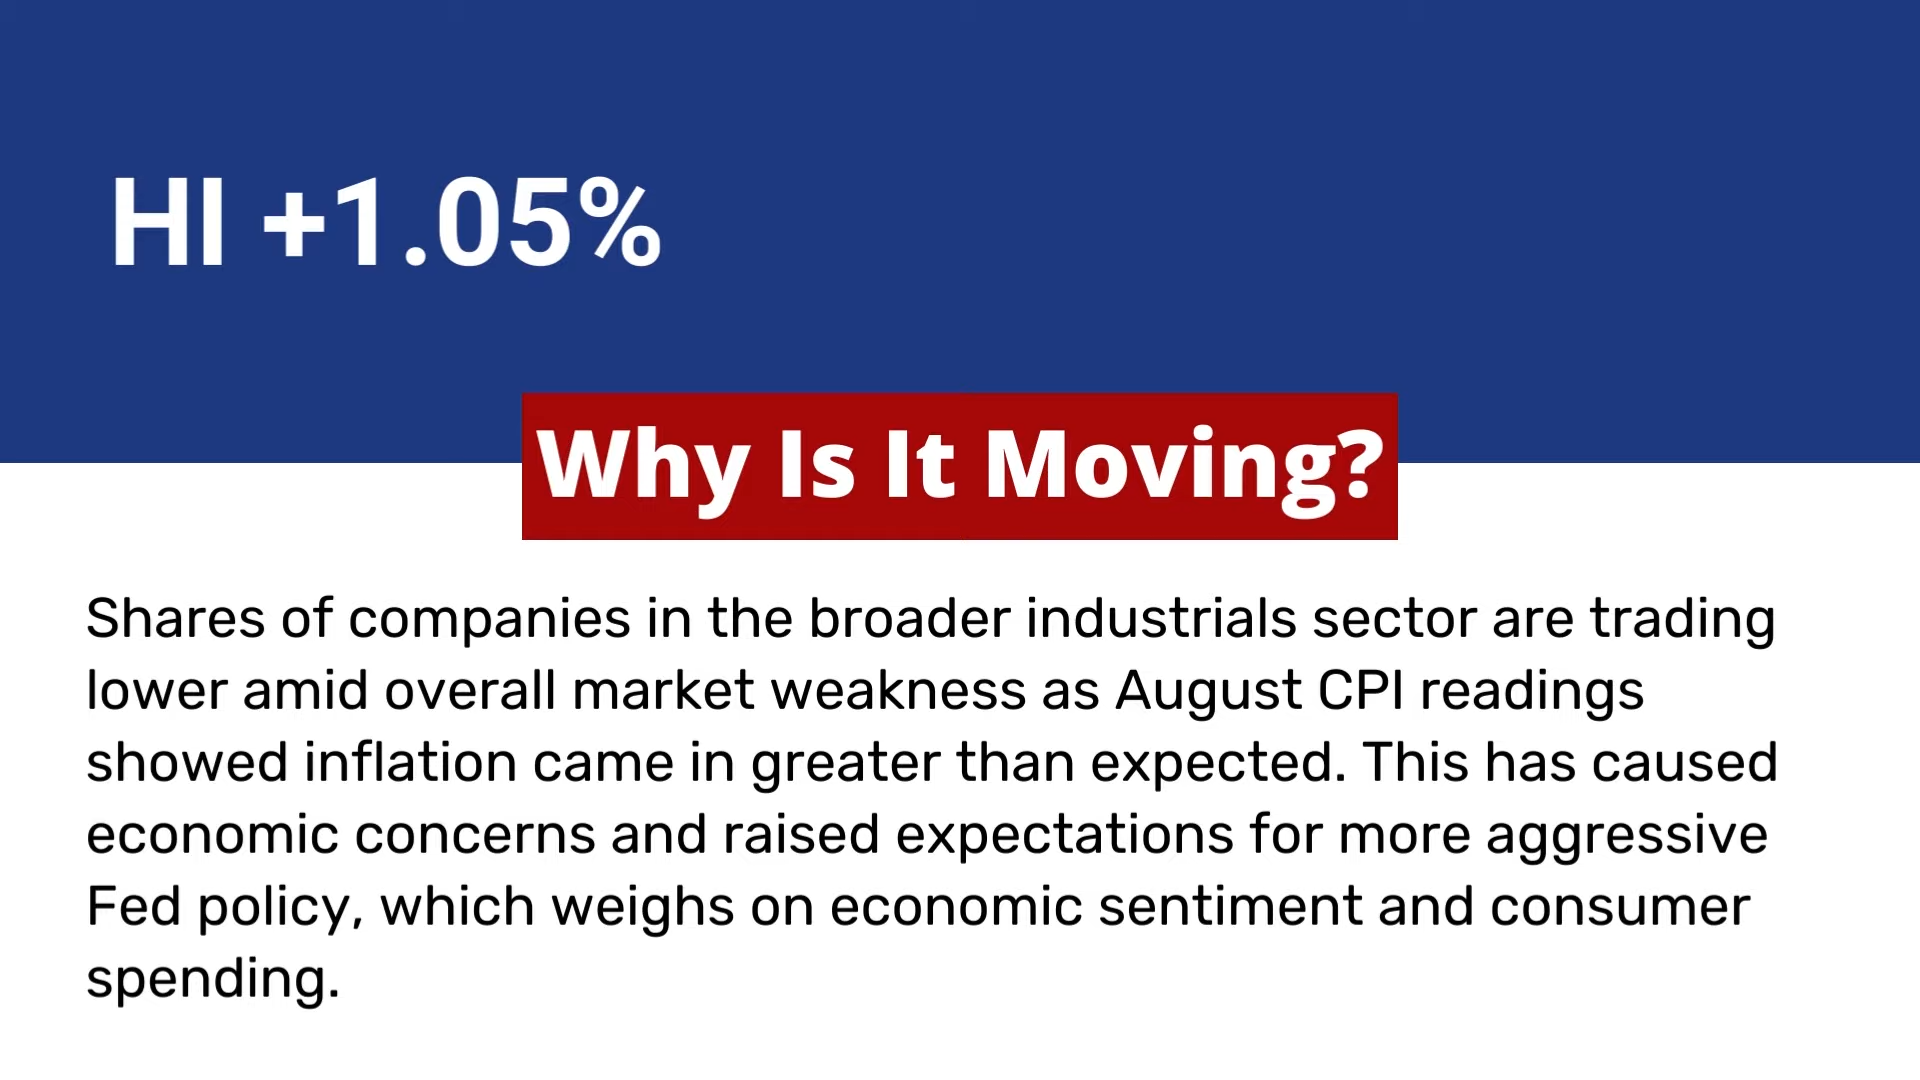 HI +1.05%
Why Is It Moving?
Shares of companies in the broader industrials sector are trading
lower amid overall market weakness as August CPI readings
showed inflation came in greater than expected. This has caused
economic concerns and raised expectations for more aggressive
Fed policy, which weighs on economic sentiment and consumer
spending.